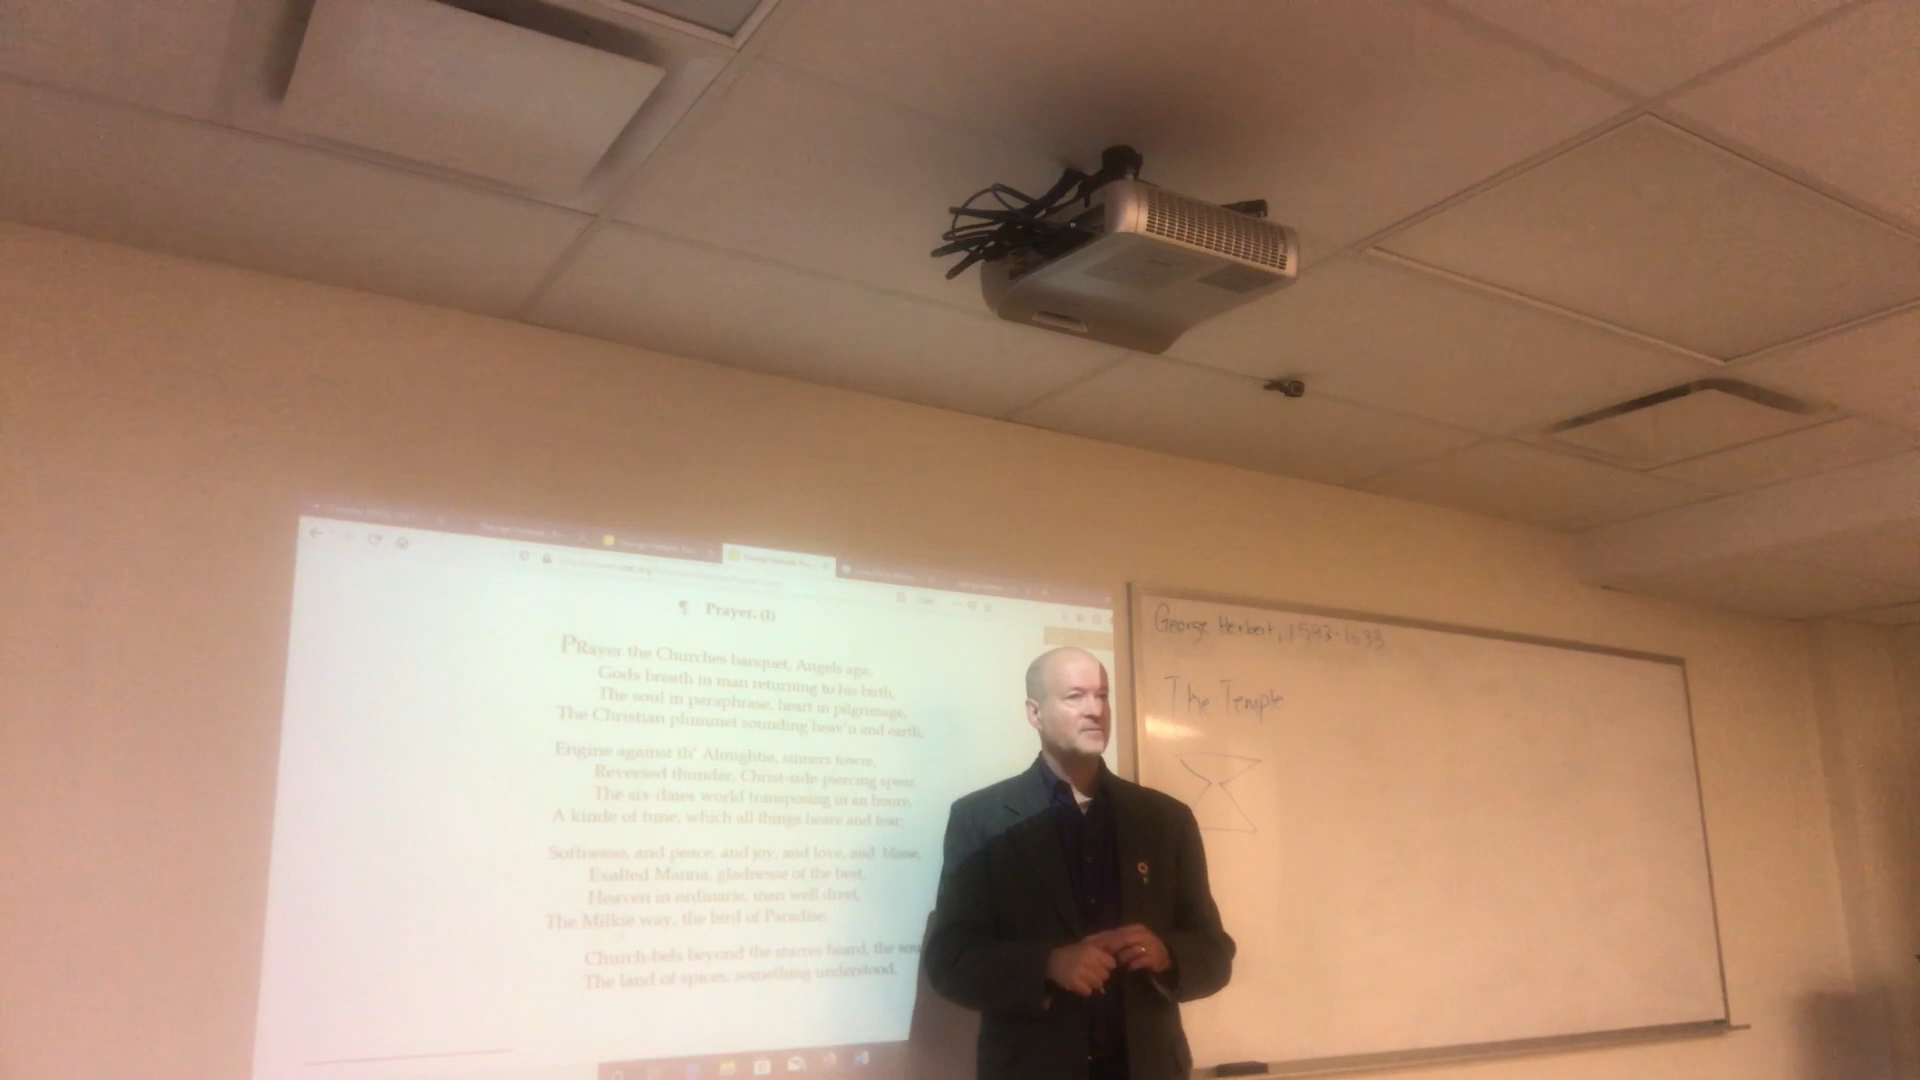 ¶ Prayer. (I)
PRayer the Churches banquet, Angels age,
Gods breath in man returning to his birth,
The soul in paraphrase, heart in pilgrimage,
The Christian plummet sounding heav'n and earth;
Engine against th' Almightie, sinners towre,
Reversed thunder, Christ-side-piercing spear,
The six-daies world transposing in an houre,
A kinde of tune, which all things heare and fear;
Softnesse, and peace, and joy, and love, and blisse,
Exalted Manna, gladnesse of the best,
Heaven in ordinarie, man well drest,
The Milkie way, the bird of Paradise,
Church-bels beyond the starres heard, the sou
The land of spices; something understood.
George Herbert, 1593-1633
The Temple